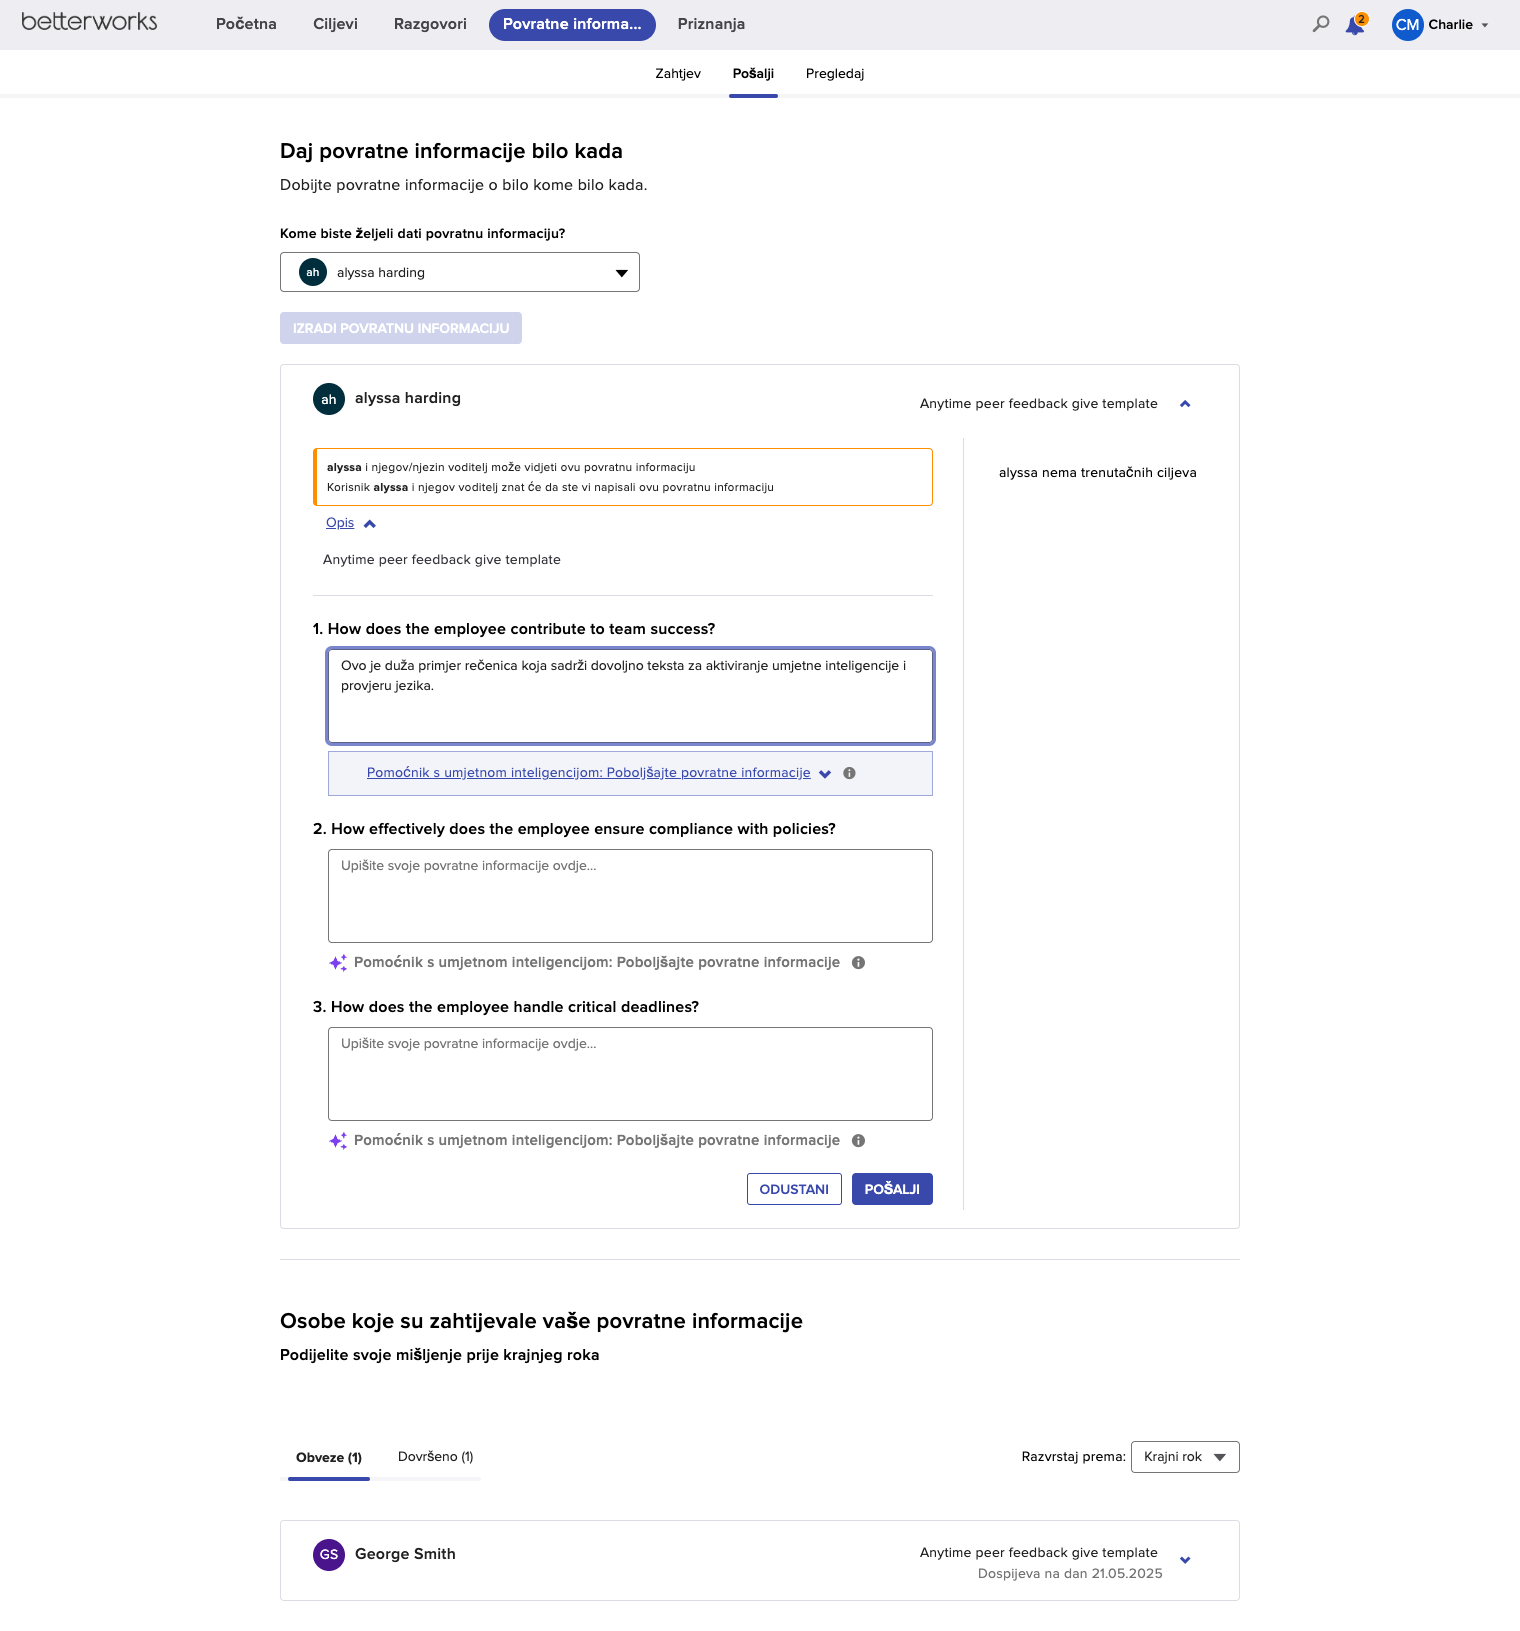 betterworks
Početna
Ciljevi
Razgovori
Povratne informa...
Priznanja
2
CM
Charlie
Zahtjev
Pošalji
Pregledaj
Daj povratne informacije bilo kada
Dobijte povratne informacije o bilo kome bilo kada.
Kome biste željeli dati povratnu informaciju?
ah
alyssa harding
IZRADI POVRATNU INFORMACIJU
ah
alyssa harding
Anytime peer feedback give template
alyssa i njegov/njezin voditelj može vidjeti ovu povratnu informaciju
Korisnik alyssa i njegov voditelj znat će da ste vi napisali ovu povratnu informaciju
alyssa nema trenutačnih ciljeva
Opis
Anytime peer feedback give template
1. How does the employee contribute to team success?
Ovo je duža primjer rečenica koja sadrži dovoljno teksta za aktiviranje umjetne inteligencije i
provjeru jezika.
Pomoćnik s umjetnom inteligencijom: Poboljšajte povratne informacije
2. How effectively does the employee ensure compliance with policies?
Upišite svoje povratne informacije ovdje...
Pomoćnik s umjetnom inteligencijom: Poboljšajte povratne informacije
3. How does the employee handle critical deadlines?
Upišite svoje povratne informacije ovdje...
Pomoćnik s umjetnom inteligencijom: Poboljšajte povratne informacije
ODUSTANI
POŠALJI
Osobe koje su zahtijevale vaše povratne informacije
Podijelite svoje mišljenje prije krajnjeg roka
Obveze (1)
Dovršeno (1)
Razvrstaj prema:
Krajni rok
GS
George Smith
Anytime peer feedback give template
Dospijeva na dan 21.05.2025